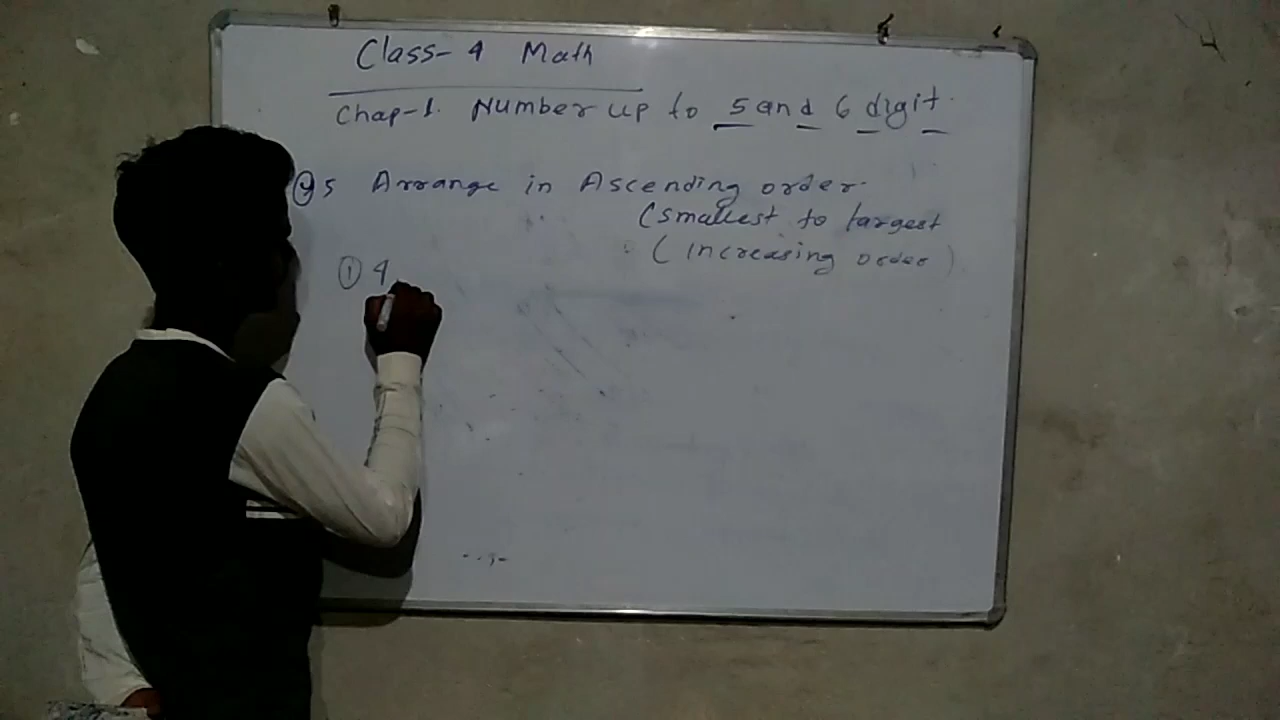 Class- 4 Math
Chap-1. Number up to 5 and 6 digit.
Q5 Arrange in Ascending order.
(smallest to largest
(increasing order)
① 9